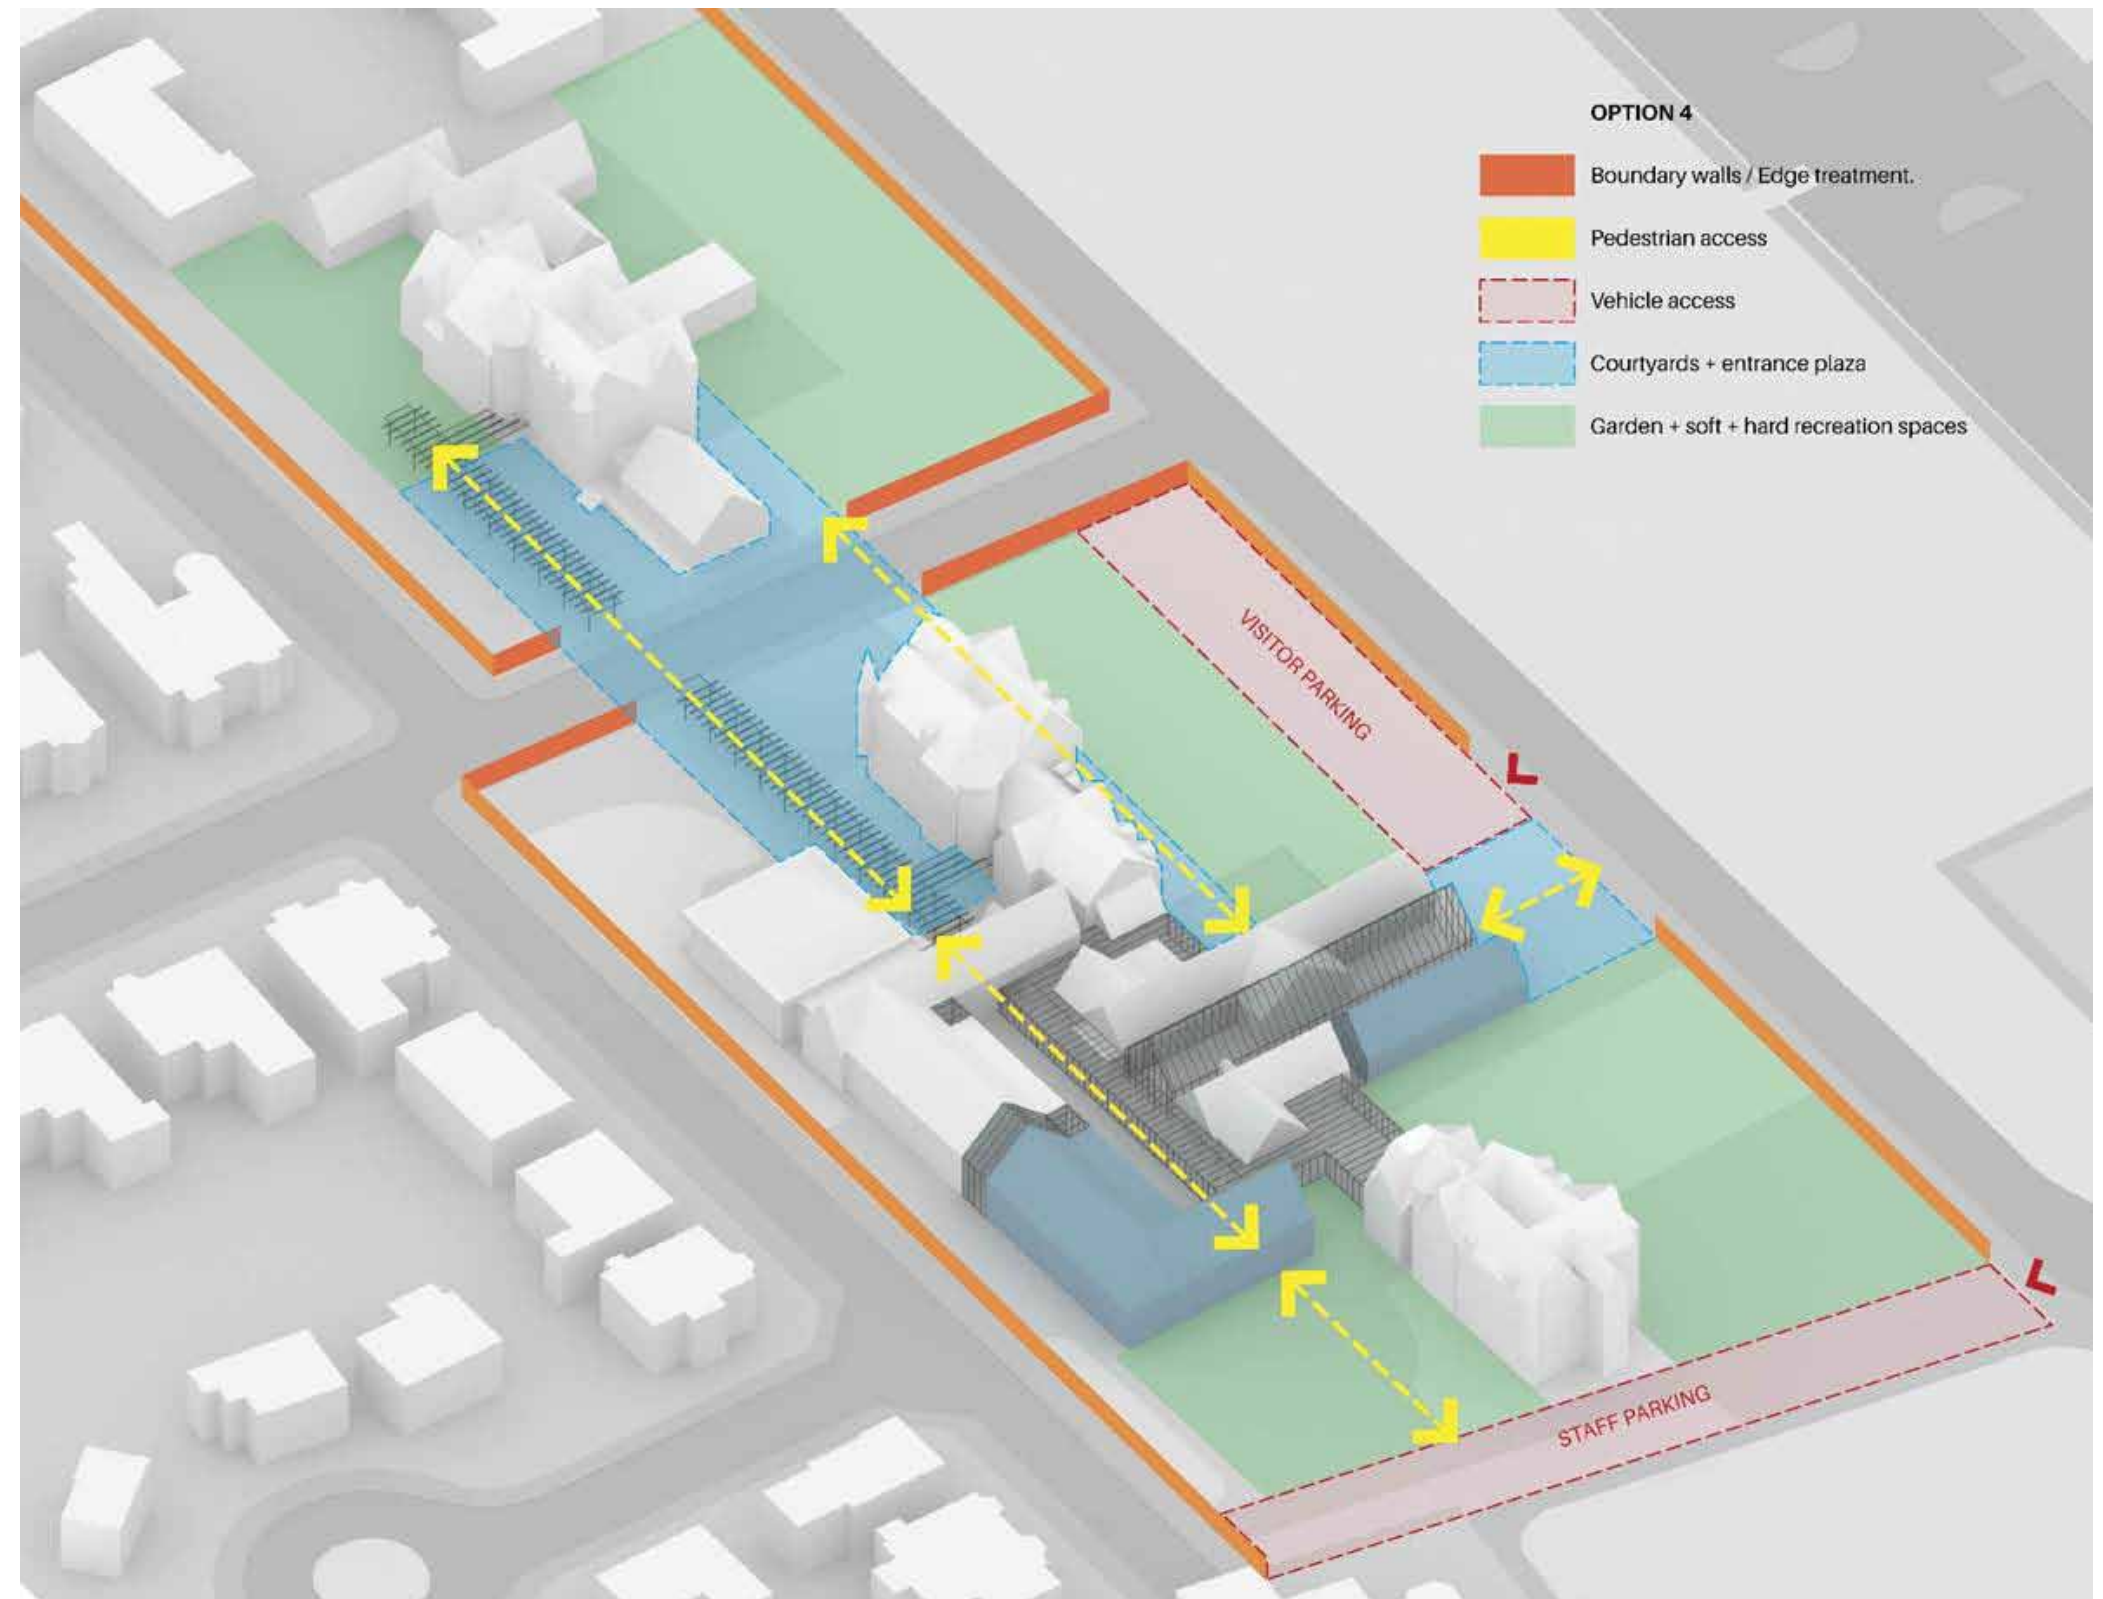 OPTION 4
Boundary walls / Edge treatment.
Pedestrian access
Vehicle access
Courtyards + entrance plaza
Garden + soft + hard recreation spaces
VISITOR PARKING
STAFF PARKING